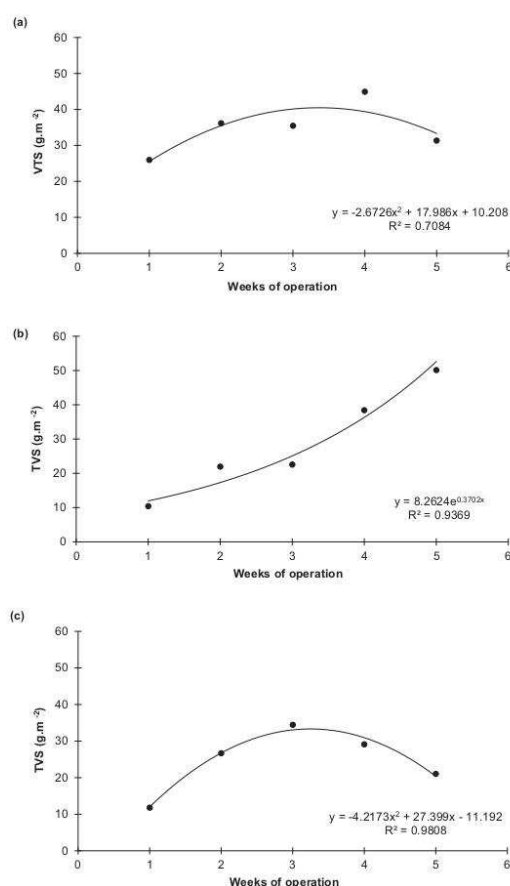 (a)
60
50
40
30
20
10
0
VTS (g.m⁻²)
y = -2.6726x² + 17.986x + 10.208
R² = 0.7084
0 1 2 3 4 5 6
Weeks of operation
(b)
60
50
40
30
20
10
0
TVS (g.m⁻²)
y = 8.2624e^0.3702x
R² = 0.9369
0 1 2 3 4 5 6
Weeks of operation
(c)
60
50
40
30
20
10
0
TVS (g.m⁻²)
y = -4.2173x² + 27.399x - 11.192
R² = 0.9808
0 1 2 3 4 5 6
Weeks of operation